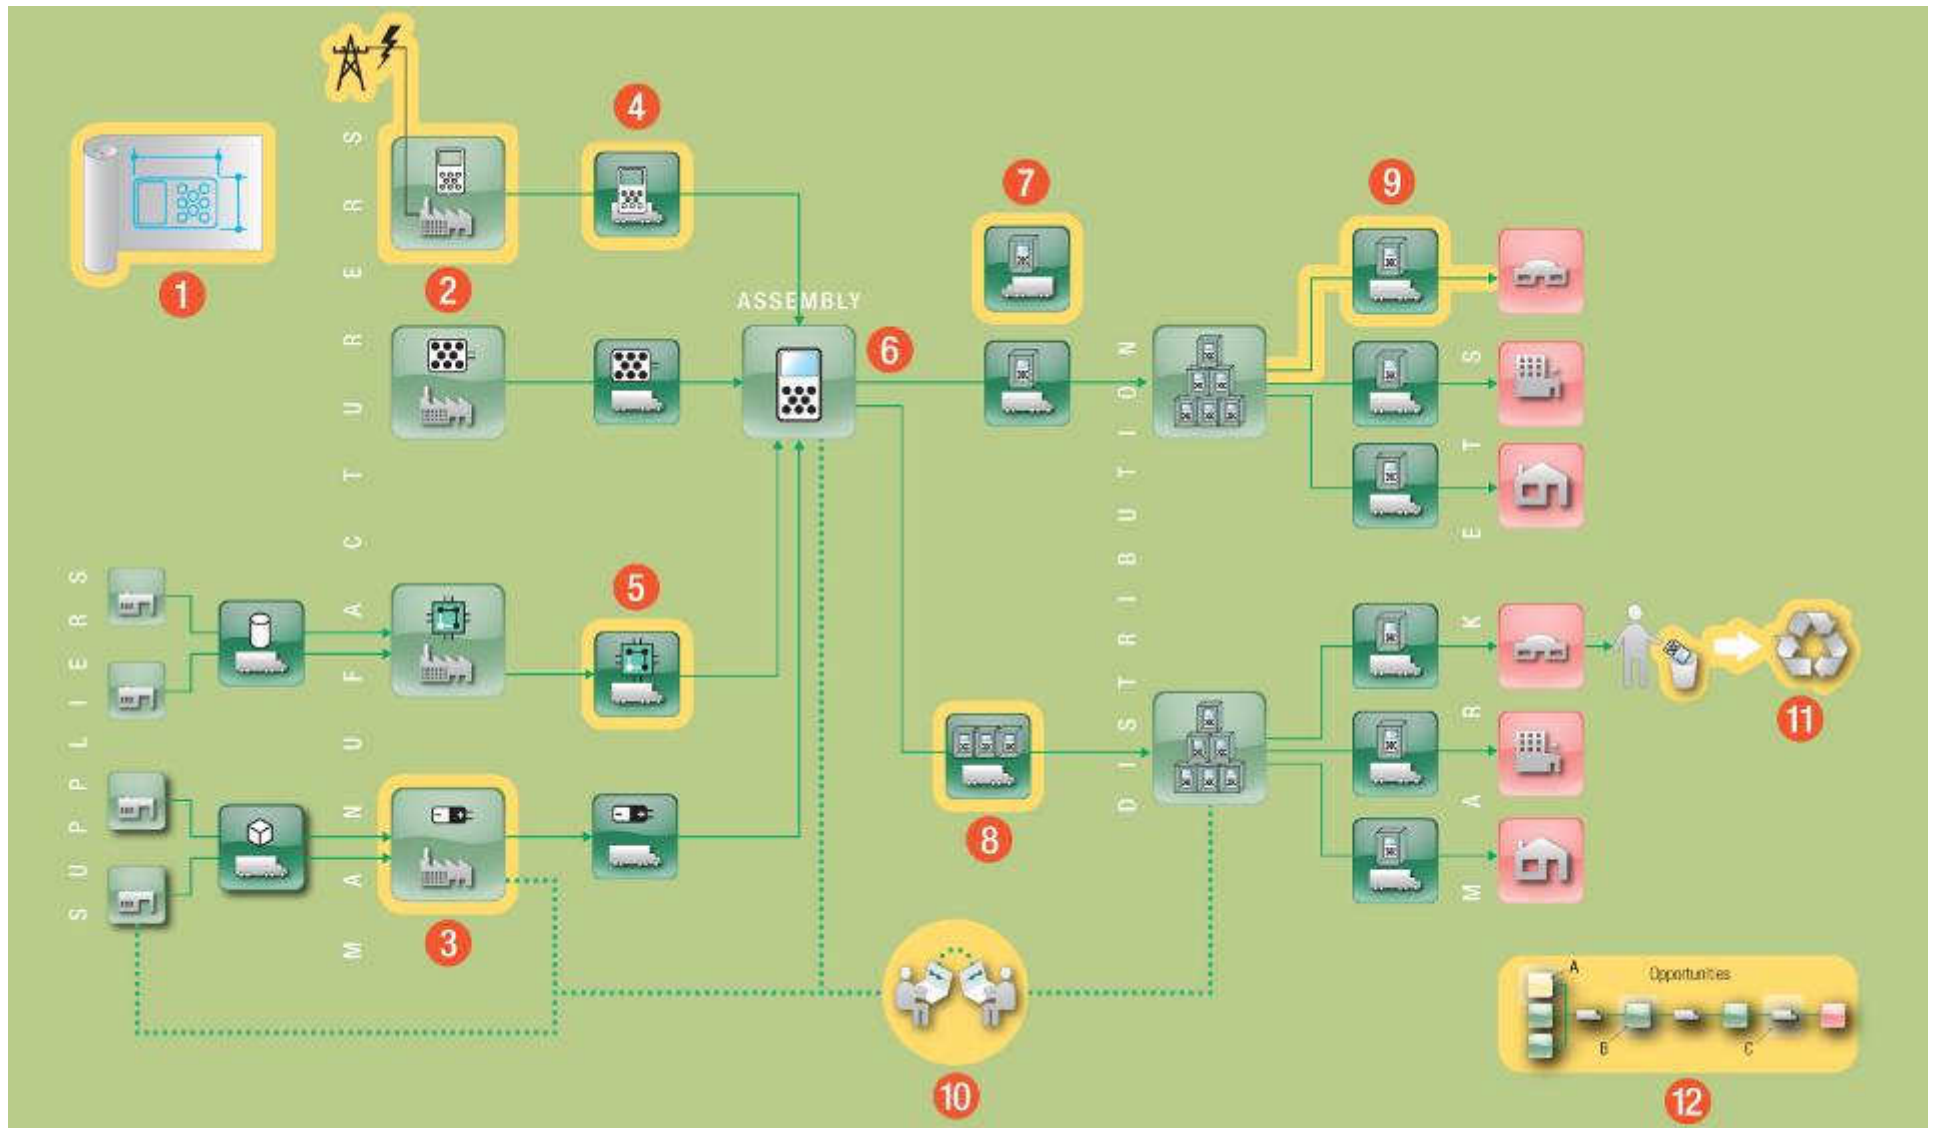 1
2
3
4
5
6
7
8
9
10
11
12
SUPPLIERS
MANUFACTURERS
ASSEMBLY
DISTRIBUTION
MARKETS
Opportunities
A
B
C